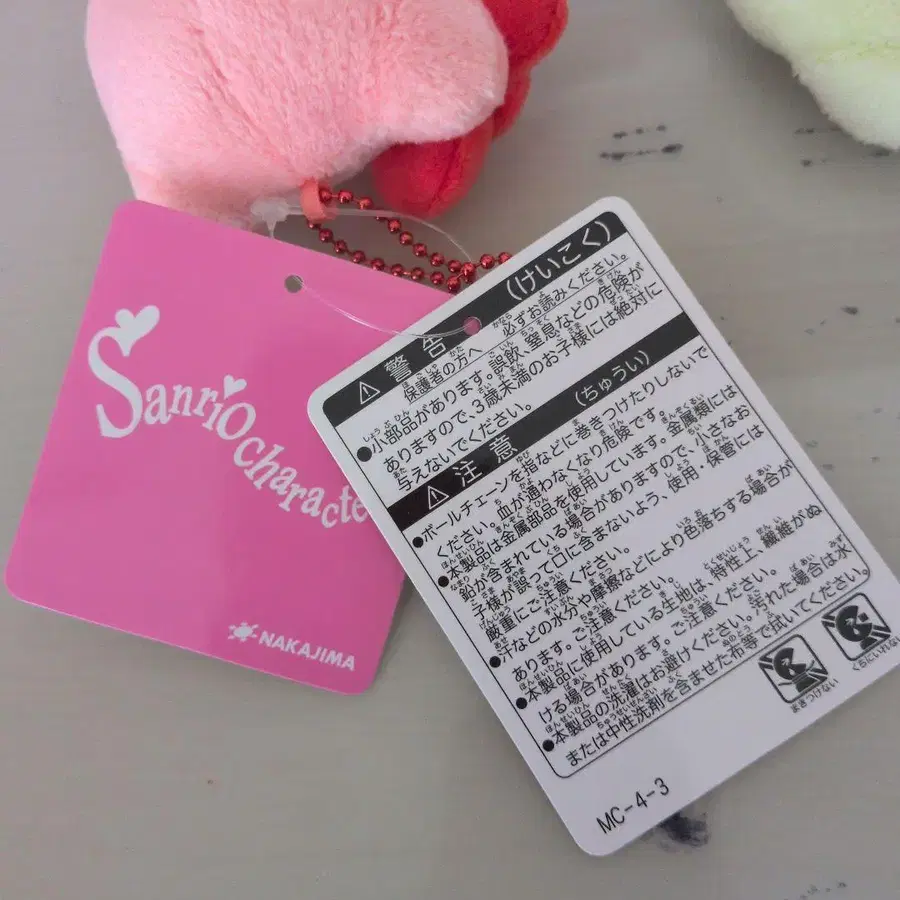 Sanrio characte
NAKAJIMA
⚠警告 (けいこく)
保護者の方へ 必ずお読みください。
●小部品があります。誤飲、窒息などの危険が
ありますので、3歳未満のお子様には絶対に
与えないでください。
⚠注意 (ちゅうい)
●ボールチェーンを指などに巻きつけたりしないで
ください。血が通わなくなり危険です。
●本製品は金属部品を使用しています。金属類には
鉛が含まれている場合がありますので、小さなお
子様が誤って口に含まないよう、使用・保管には
厳重にご注意ください。
●汗などの水分や摩擦などにより色落ちする場合が
あります。ご注意ください。
●本製品に使用している生地は、特性上、繊維がぬ
ける場合があります。ご注意ください。
●本製品の洗濯はお避けください。汚れた場合は水
または中性洗剤を含ませた布等で拭いてください。
まきつけない
くちにいれない
MC-4-3